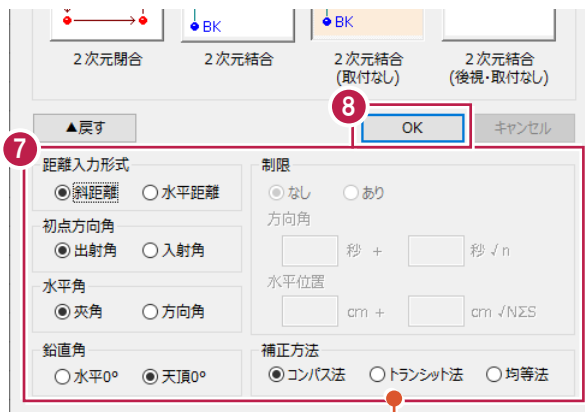 BK
BK
2次元閉合
2次元結合
2次元結合
(取付なし)
2次元結合
(後視・取付なし)
8
▲戻す
OK
キャンセル
7
距離入力形式
斜距離 水平距離
初点方向角
出射角 入射角
水平角
夾角 方向角
鉛直角
水平0° 天頂0°
制限
なし あり
方向角
秒 + 秒√n
水平位置
cm + cm √NΣS
補正方法
コンパス法 トランシット法 均等法